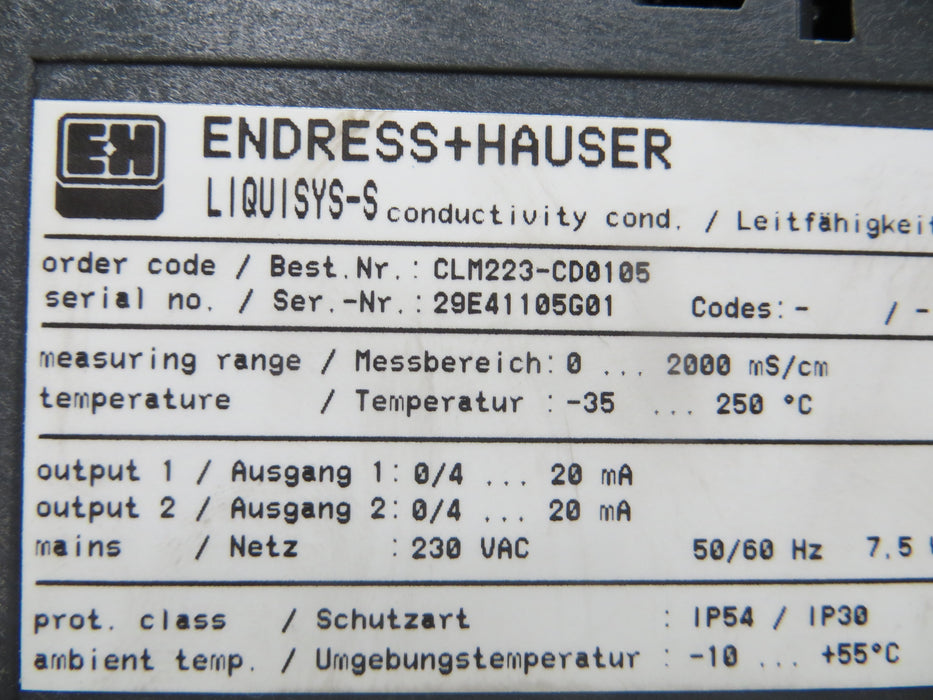 EH
ENDRESS+HAUSER
LIQUISYS-S conductivity cond. / Leitfähigkeit
order code / Best.Nr.: CLM223-CD0105
serial no. / Ser.-Nr.: 29E41105G01 Codes: - / -
measuring range / Messbereich: 0 ... 2000 mS/cm
temperature / Temperatur : -35 ... 250 °C
output 1 / Ausgang 1: 0/4 ... 20 mA
output 2 / Ausgang 2: 0/4 ... 20 mA
mains / Netz : 230 VAC 50/60 Hz 7.5
prot. class / Schutzart : IP54 / IP30
ambient temp. / Umgebungstemperatur : -10 ... +55°C